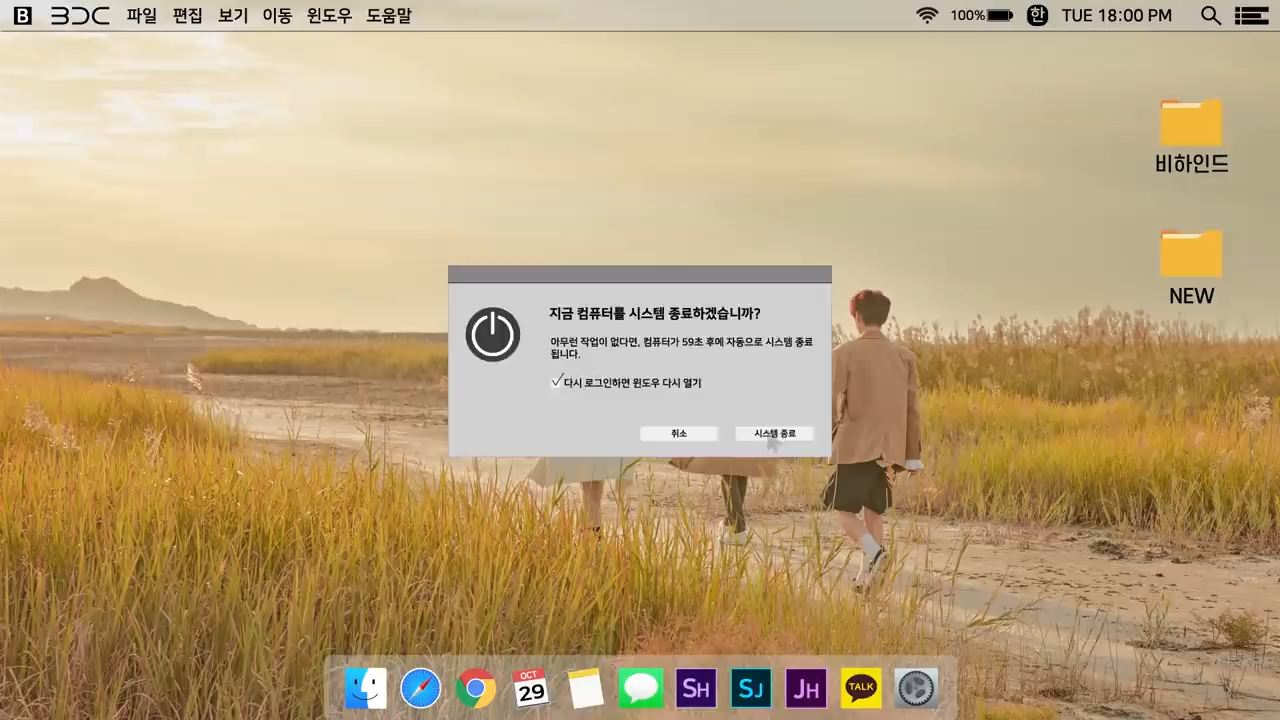 B BDC 파일 편집 보기 이동 윈도우 도움말 100% 한 TUE 18:00 PM
비하인드
NEW
지금 컴퓨터를 시스템 종료하겠습니까?
아무런 작업이 없다면, 컴퓨터가 59초 후에 자동으로 시스템 종료
됩니다.
다시 로그인하면 윈도우 다시 열기
취소 시스템 종료
OCT
29
SH SJ JH TALK